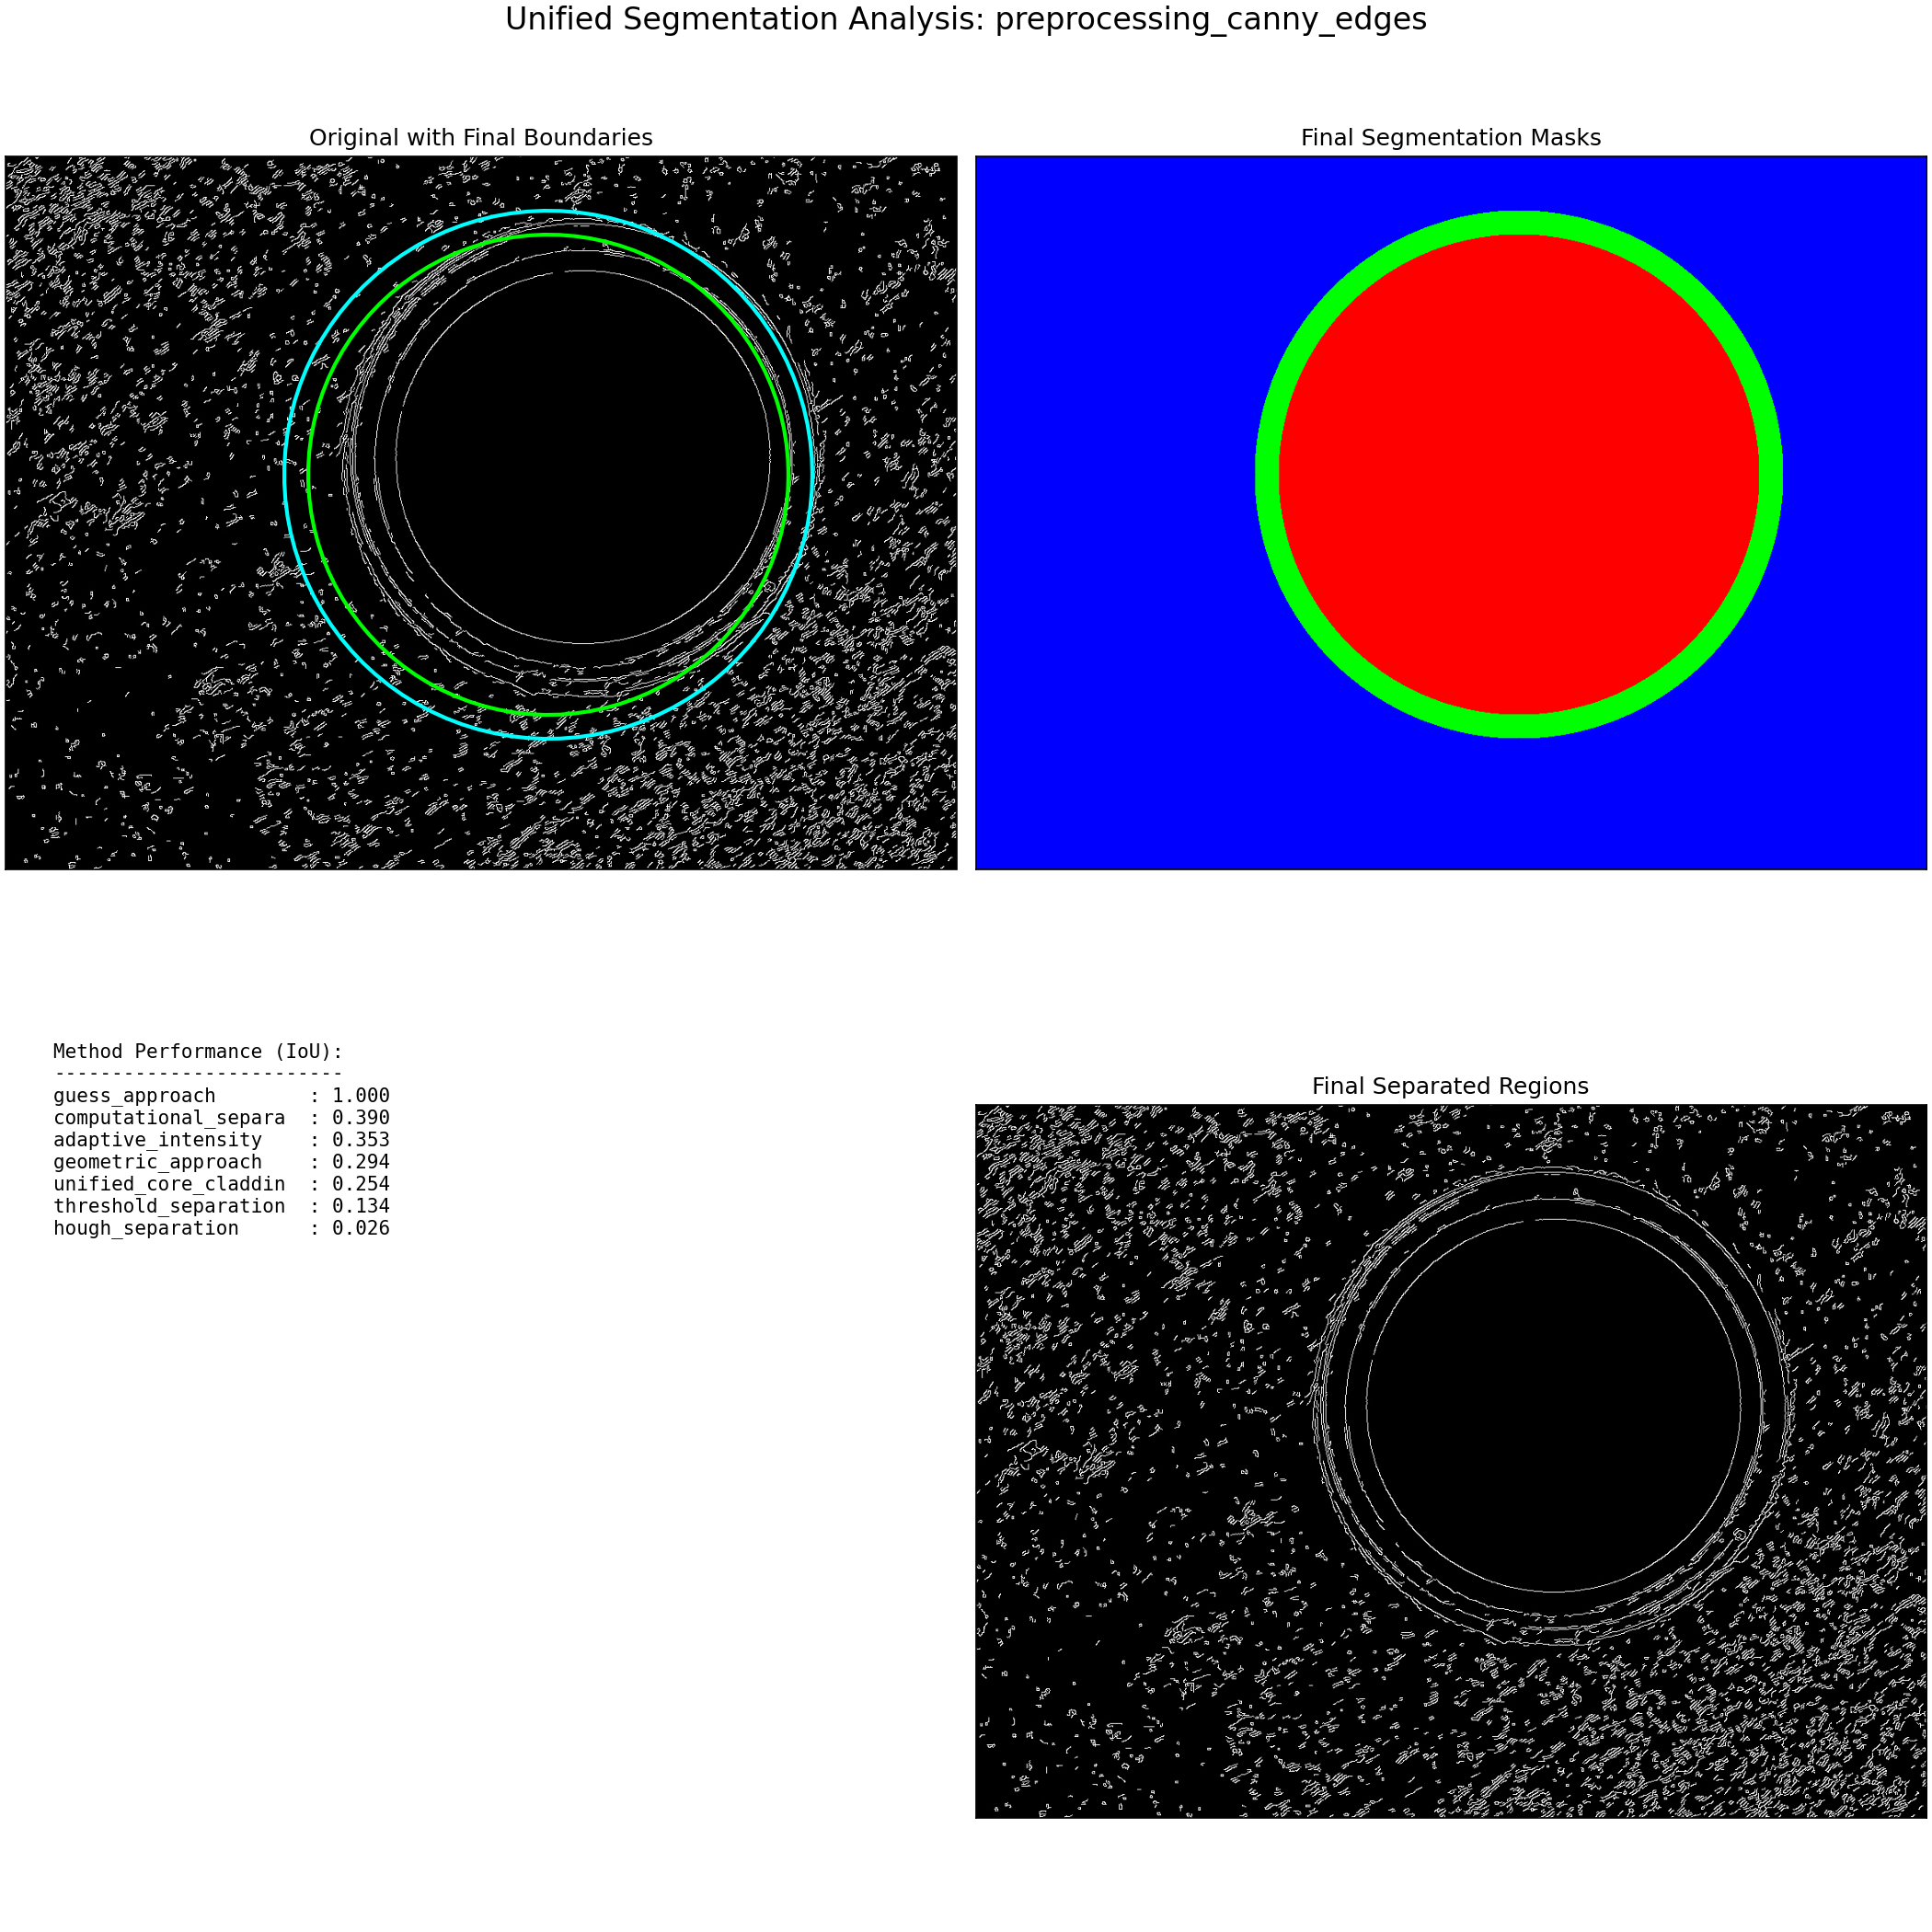 Unified Segmentation Analysis: preprocessing_canny_edges
Original with Final Boundaries
Final Segmentation Masks
Method Performance (IoU):
-------------------------
guess_approach        : 1.000
computational_separa  : 0.390
adaptive_intensity    : 0.353
geometric_approach    : 0.294
unified_core_claddin  : 0.254
threshold_separation  : 0.134
hough_separation      : 0.026
Final Separated Regions